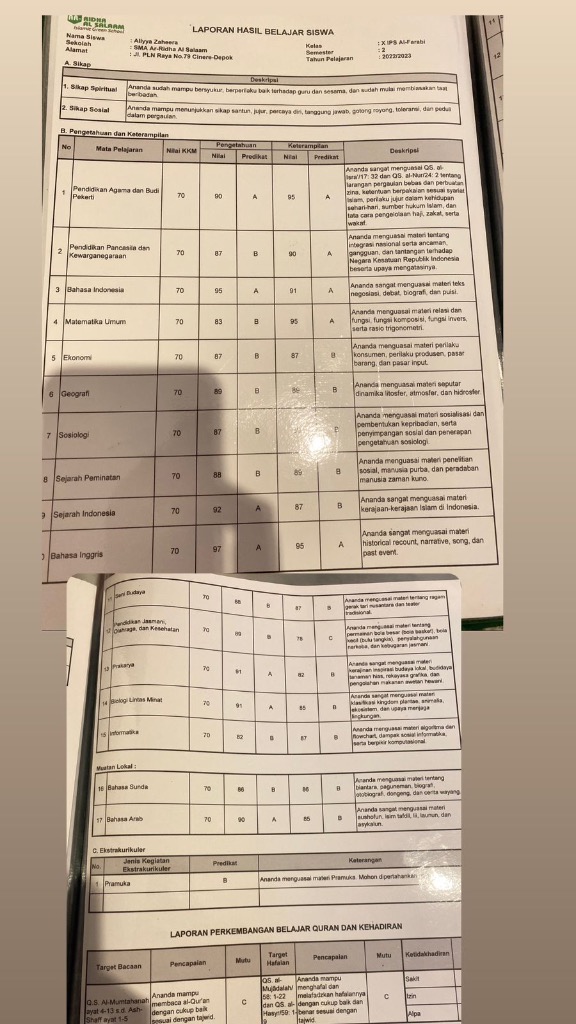 AR-RIDHA
AL SALAAM
Islamic Green School
LAPORAN HASIL BELAJAR SISWA
Nama Siswa : Aliyya Zaheera
Sekolah : SMA Ar-Ridha Al Salaam
Alamat : Jl. PLN Raya No.79 Cinere-Depok
Kelas : X IPS Al-Farabi
Semester : 2
Tahun Pelajaran : 2022/2023
A. Sikap
Deskripsi
1. Sikap Spiritual Ananda sudah mampu bersyukur, berperilaku baik terhadap guru dan sesama, dan sudah mulai membiasakan taat
beribadah.
2. Sikap Sosial Ananda mampu menunjukkan sikap santun, jujur, percaya diri, tanggung jawab, gotong royong, toleransi, dan peduli
dalam pergaulan.
B. Pengetahuan dan Keterampilan
No Mata Pelajaran Nilai KKM Pengetahuan Keterampilan Deskripsi
Nilai Predikat Nilai Predikat
1 Pendidikan Agama dan Budi
Pekerti 70 90 A 95 A
Ananda sangat menguasai QS. al-
Isra'/17: 32 dan QS. al-Nur/24: 2 tentang
larangan pergaulan bebas dan perbuatan
zina, ketentuan berpakaian sesuai syariat
Islam, perilaku jujur dalam kehidupan
sehari-hari, sumber hukum Islam, dan
tata cara pengelolaan haji, zakat, serta
wakaf.
2 Pendidikan Pancasila dan
Kewarganegaraan 70 87 B 90 A
Ananda menguasai materi tentang
integrasi nasional serta ancaman,
gangguan, dan tantangan terhadap
Negara Kesatuan Republik Indonesia
beserta upaya mengatasinya.
3 Bahasa Indonesia 70 95 A 91 A
Ananda sangat menguasai materi teks
negosiasi, debat, biografi, dan puisi.
4 Matematika Umum 70 83 B 95 A
Ananda menguasai materi relasi dan
fungsi, fungsi komposisi, fungsi invers,
serta rasio trigonometri.
5 Ekonomi 70 87 B 87 B
Ananda menguasai materi perilaku
konsumen, perilaku produsen, pasar
barang, dan pasar input.
6 Geografi 70 89 B 86 B
Ananda menguasai materi seputar
dinamika litosfer, atmosfer, dan hidrosfer
7 Sosiologi 70 87 B
Ananda menguasai materi sosialisasi dan
pembentukan kepribadian, serta
penyimpangan sosial dan penerapan
pengetahuan sosiologi.
8 Sejarah Peminatan 70 88 B 89 B
Ananda menguasai materi penelitian
sosial, manusia purba, dan peradaban
manusia zaman kuno.
9 Sejarah Indonesia 70 92 A 87 B
Ananda sangat menguasai materi
kerajaan-kerajaan Islam di Indonesia.
Bahasa Inggris 70 97 A 95 A
Ananda sangat menguasai materi
historical recount, narrative, song, dan
past event.
11 Seni Budaya 70 88 B 87 B
Ananda menguasai materi tentang ragam
gerak tari nusantara dan teater
tradisional.
12 Pendidikan Jasmani,
Olahraga, dan Kesehatan 70 89 B 78 C
Ananda menguasai materi tentang
permainan bola besar (bola basket), bola
kecil (bulu tangkis), penyalahgunaan
narkoba, dan kebugaran jasmani.
13 Prakarya 70 91 A 82 B
Ananda sangat menguasai materi
kerajinan inspirasi budaya lokal, budidaya
tanaman hias, rekayasa grafika, dan
pengolahan makanan awetan hewani.
14 Biologi Lintas Minat 70 91 A 85 B
Ananda sangat menguasai materi
klasifikasi kingdom plantae, animalia,
ekosistem, dan upaya menjaga
lingkungan.
15 Informatika 70 82 B 87 B
Ananda menguasai materi algoritma dan
flowchart, dampak sosial informatika,
serta berpikir komputasional.
Muatan Lokal :
16 Bahasa Sunda 70 86 B 86 B
Ananda menguasai materi tentang
biantara, paguneman, biografi,
otobiografi, dongeng, dan cerita wayang.
17 Bahasa Arab 70 90 A 85 B
Ananda sangat menguasai materi
C. Ekstrakurikuler
No. Jenis Kegiatan
Ekstrakurikuler Predikat Keterangan
1 Pramuka B Ananda menguasai materi Pramuka. Mohon dipertahankan
LAPORAN PERKEMBANGAN BELAJAR QURAN DAN KEHADIRAN
Target Bacaan Pencapaian Mutu Target
Hafalan Pencapaian Mutu Ketidakhadiran
Q.S. Al-Mumtahanah
ayat 4-13 s.d. Ash-
Shaff ayat 1-5
Ananda mampu
membaca al-Qur'an
dengan cukup baik dan
sesuai dengan tajwid.
C
QS. al-
Mujadalah/
58: 1-22
dan QS. al-
Hasyr/59: 1-
9
Ananda mampu
menghafal dan
melafadzkan hafalannya
dengan cukup baik dan
benar sesuai dengan
tajwid.
C
Sakit
Izin
Alpa
11
12